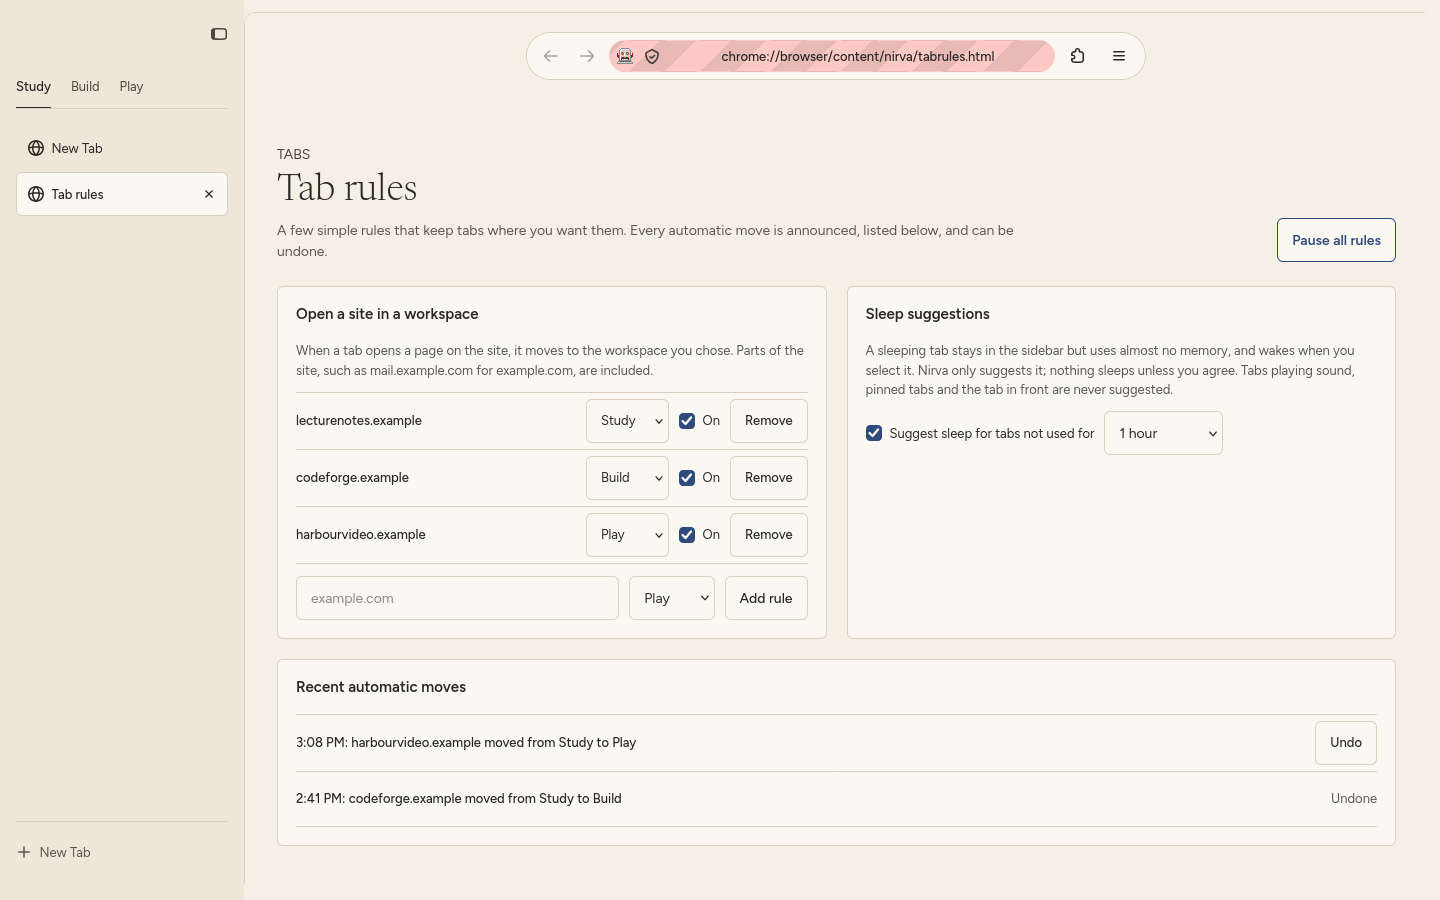 chrome://browser/content/nirva/tabrules.html
Study Build Play
New Tab
Tab rules
New Tab
TABS
Tab rules
A few simple rules that keep tabs where you want them. Every automatic move is announced, listed below, and can be
undone.
Pause all rules
Open a site in a workspace
When a tab opens a page on the site, it moves to the workspace you chose. Parts of the
site, such as mail.example.com for example.com, are included.
lecturenotes.example Study On Remove
codeforge.example Build On Remove
harbourvideo.example Play On Remove
example.com Play Add rule
Sleep suggestions
A sleeping tab stays in the sidebar but uses almost no memory, and wakes when you
select it. Nirva only suggests it; nothing sleeps unless you agree. Tabs playing sound,
pinned tabs and the tab in front are never suggested.
Suggest sleep for tabs not used for 1 hour
Recent automatic moves
3:08 PM: harbourvideo.example moved from Study to Play Undo
2:41 PM: codeforge.example moved from Study to Build Undone